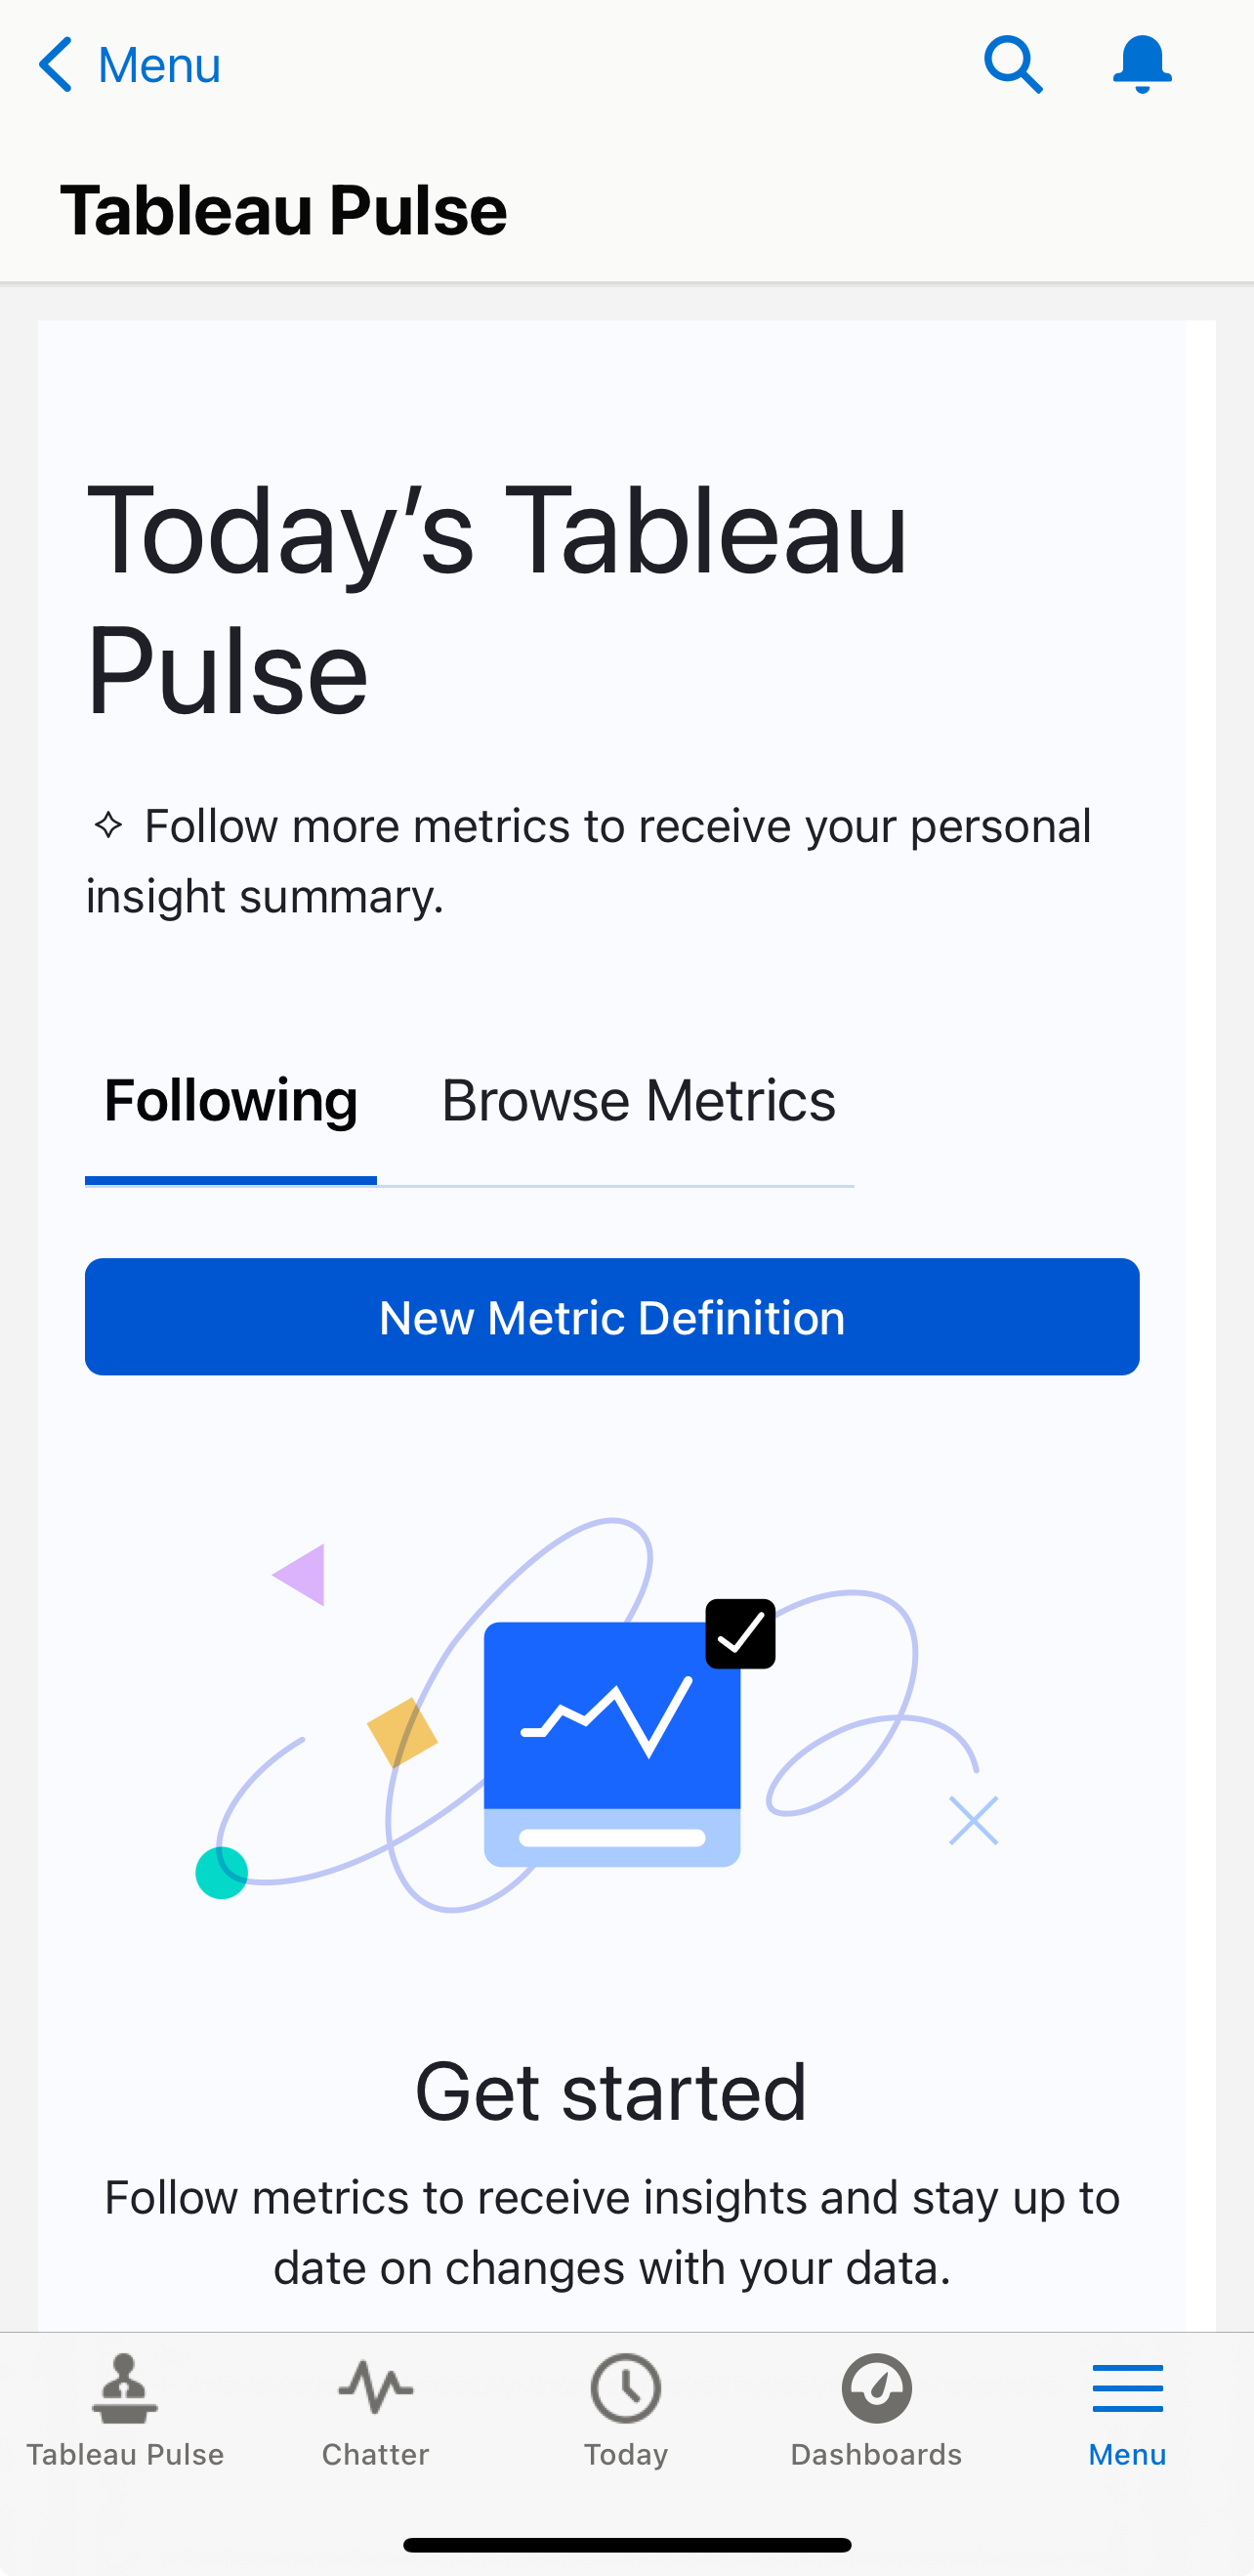 Menu
Tableau Pulse
Today’s Tableau
Pulse
Follow more metrics to receive your personal
insight summary.
Following Browse Metrics
New Metric Definition
Get started
Follow metrics to receive insights and stay up to
date on changes with your data.
Tableau Pulse Chatter Today Dashboards Menu